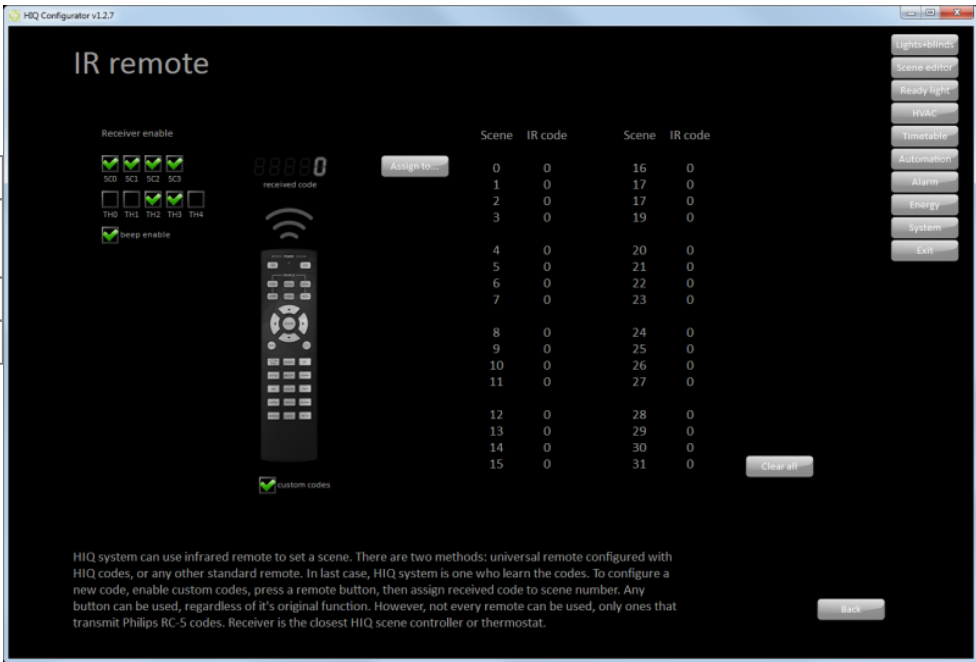 HIQ Configurator v1.2.7
IR remote
Lights+blinds
Scene editor
Ready light
HVAC
Timetable
Automation
Alarm
Energy
System
Exit
Receiver enable
SC0 SC1 SC2 SC3
TH0 TH1 TH2 TH3 TH4
beep enable
0
received code
Assign to...
custom codes
Scene IR code Scene IR code
0 0 16 0
1 0 17 0
2 0 17 0
3 0 19 0
4 0 20 0
5 0 21 0
6 0 22 0
7 0 23 0
8 0 24 0
9 0 25 0
10 0 26 0
11 0 27 0
12 0 28 0
13 0 29 0
14 0 30 0
15 0 31 0
Clear all
HIQ system can use infrared remote to set a scene. There are two methods: universal remote configured with
HIQ codes, or any other standard remote. In last case, HIQ system is one who learn the codes. To configure a
new code, enable custom codes, press a remote button, then assign received code to scene number. Any
button can be used, regardless of it's original function. However, not every remote can be used, only ones that
transmit Philips RC-5 codes. Receiver is the closest HIQ scene controller or thermostat.
Back